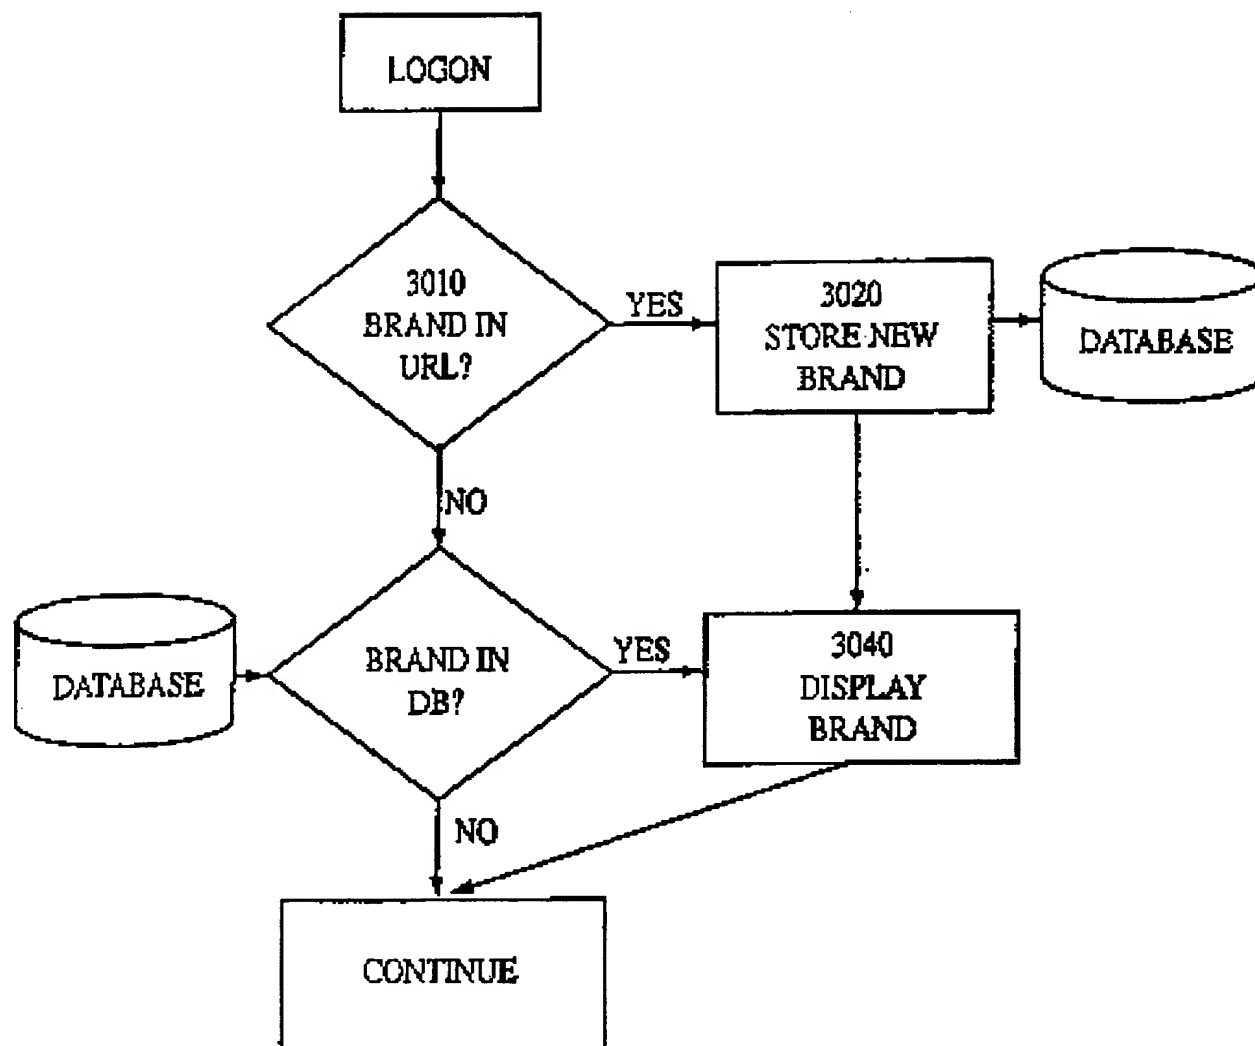 LOGON
3010
BRAND IN
URL?
YES
3020
STORE NEW
BRAND
DATABASE
NO
DATABASE
BRAND IN
DB?
YES
3040
DISPLAY
BRAND
NO
CONTINUE